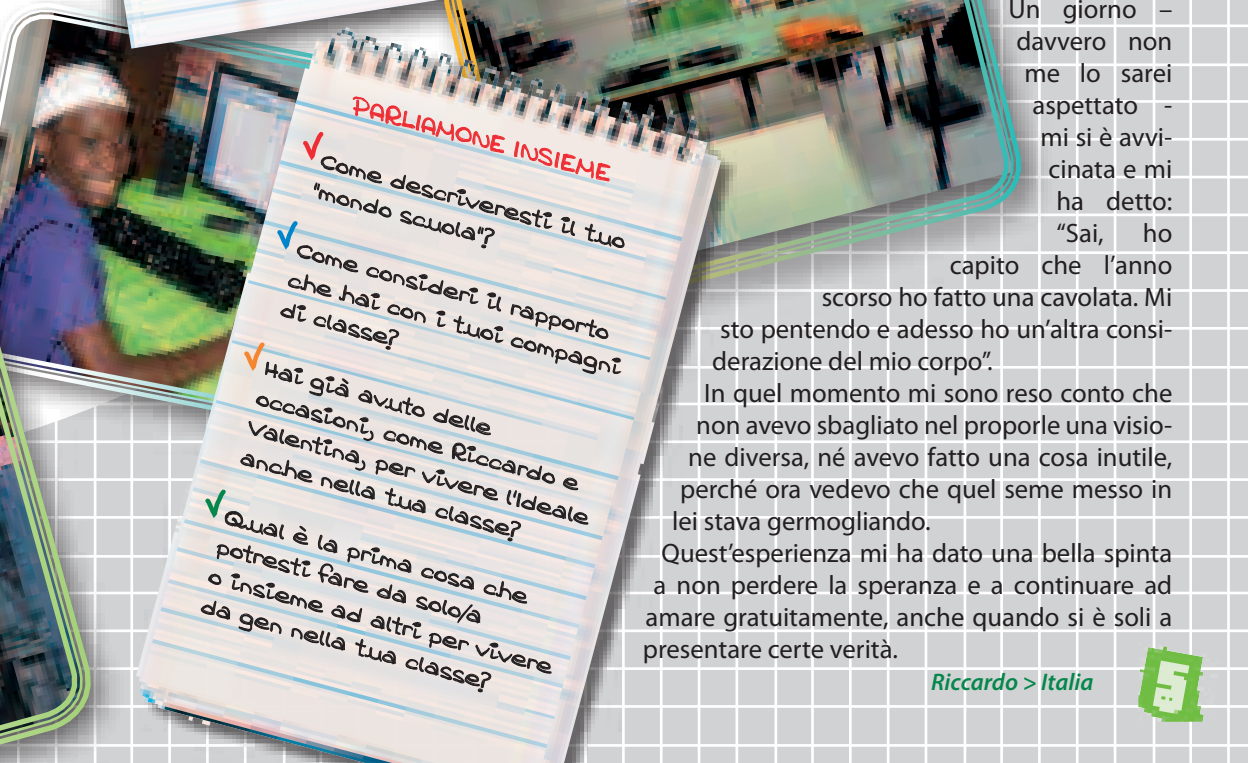 PARLIAMONE INSIEME
Come descriveresti il tuo
"mondo scuola"?
Come consideri il rapporto
che hai con i tuoi compagni
di classe?
Hai già avuto delle
occasioni, come Riccardo e
Valentina, per vivere l'Ideale
anche nella tua classe?
Qual è la prima cosa che
potresti fare da solo/a
o insieme ad altri per vivere
da gen nella tua classe?
Un giorno –
davvero non
me lo sarei
aspettato -
mi si è avvi-
cinata e mi
ha detto:
“Sai, ho
capito che l’anno
scorso ho fatto una cavolata. Mi
sto pentendo e adesso ho un’altra consi-
derazione del mio corpo”.
In quel momento mi sono reso conto che
non avevo sbagliato nel proporle una visio-
ne diversa, né avevo fatto una cosa inutile,
perché ora vedevo che quel seme messo in
lei stava germogliando.
Quest’esperienza mi ha dato una bella spinta
a non perdere la speranza e a continuare ad
amare gratuitamente, anche quando si è soli a
presentare certe verità.
Riccardo > Italia